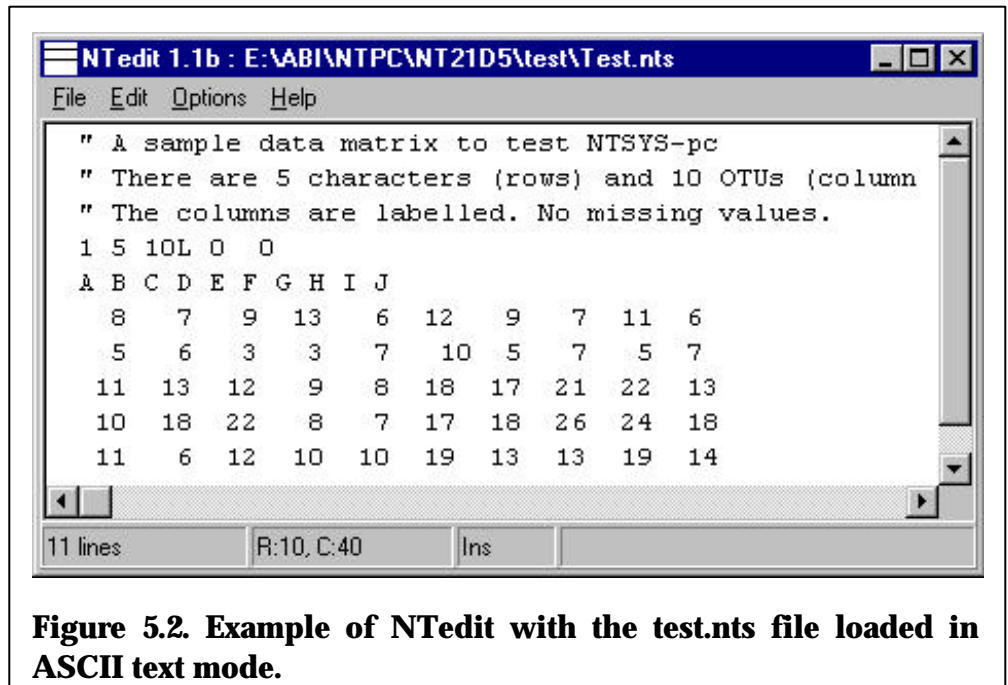 NTedit 1.1b : E:\ABI\NTPC\NT21D5\test\Test.nts
File Edit Options Help
" A sample data matrix to test NTSYS-pc
" There are 5 characters (rows) and 10 OTUs (column
" The columns are labelled. No missing values.
1 5 10L 0 0
A B C D E F G H I J
8 7 9 13 6 12 9 7 11 6
5 6 3 3 7 10 5 7 5 7
11 13 12 9 8 18 17 21 22 13
10 18 22 8 7 17 18 26 24 18
11 6 12 10 10 19 13 13 19 14
11 lines R:10, C:40 Ins
Figure 5.2. Example of NTedit with the test.nts file loaded in
ASCII text mode.